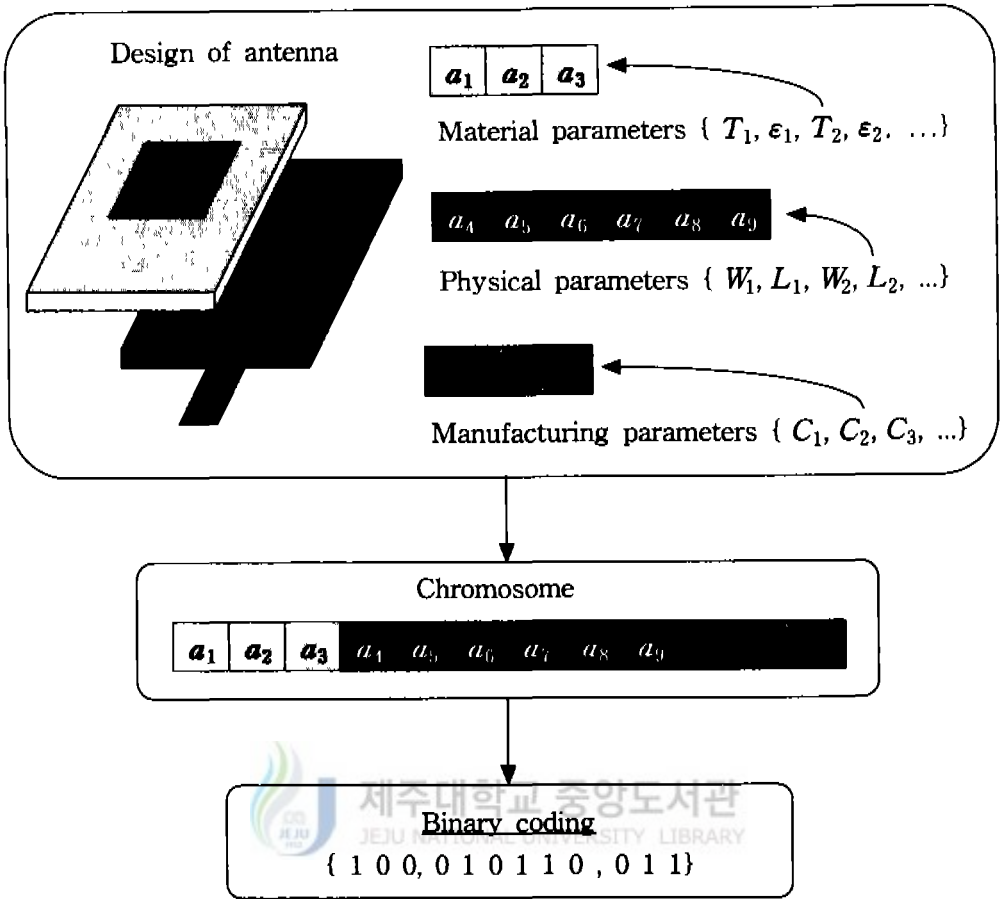 Design of antenna
a₁ a₂ a₃
Material parameters { T₁, ε₁, T₂, ε₂, ...}
a₄ a₅ a₆ a₇ a₈ a₉
Physical parameters { W₁, L₁, W₂, L₂, ...}
Manufacturing parameters { C₁, C₂, C₃, ...}
Chromosome
a₁ a₂ a₃ a₄ a₅ a₆ a₇ a₈ a₉
제주대학교 중앙도서관
JEJU NATIONAL UNIVERSITY LIBRARY
JEJU
1952
Binary coding
{ 1 0 0, 0 1 0 1 1 0 , 0 1 1}